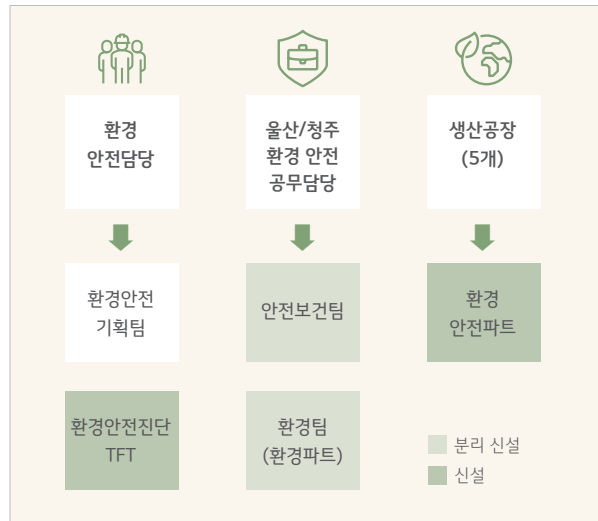 환경
안전담당
울산/청주
환경 안전
공무담당
생산공장
(5개)
환경안전
기획팀
안전보건팀
환경
안전파트
환경안전진단
TFT
환경팀
(환경파트)
분리 신설
신설